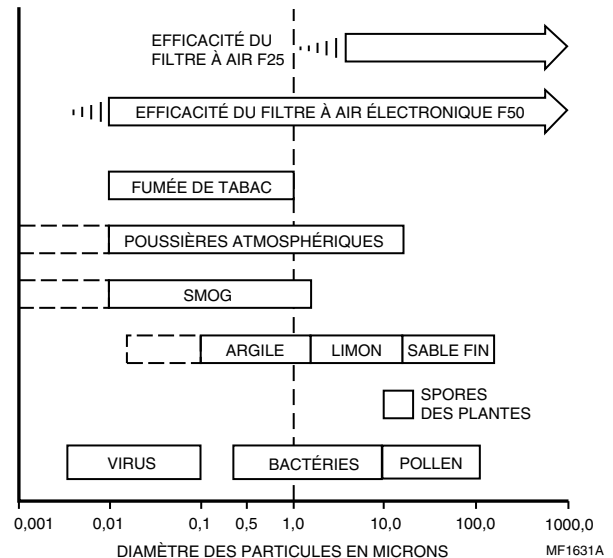 EFFICACITÉ DU
FILTRE À AIR F25
EFFICACITÉ DU FILTRE À AIR ÉLECTRONIQUE F50
FUMÉE DE TABAC
POUSSIÈRES ATMOSPHÉRIQUES
SMOG
ARGILE LIMON SABLE FIN
SPORES
DES PLANTES
VIRUS BACTÉRIES POLLEN
0,001 0,01 0,1 0,5 1,0 10,0 100,0 1000,0
DIAMÈTRE DES PARTICULES EN MICRONS MF1631A